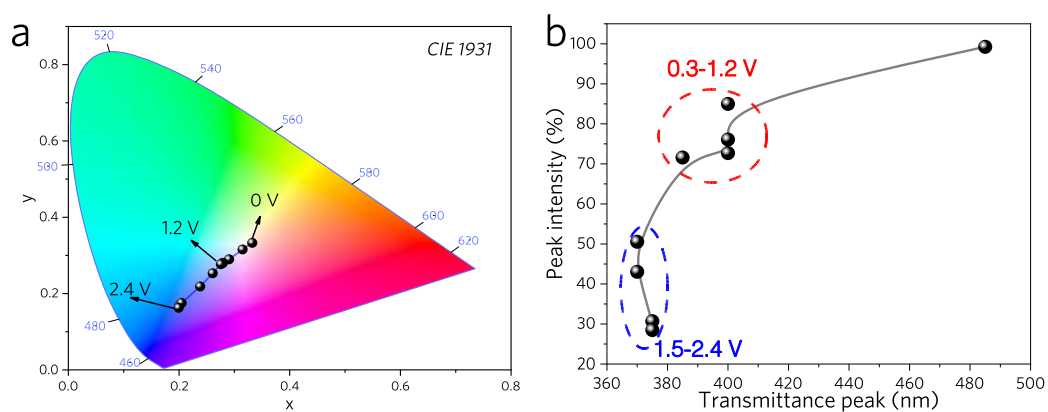 a
CIE 1931
520
540
560
580
600
620
500
480
460
0 V
1.2 V
2.4 V
0.8
0.6
0.4
0.2
0.0
y
0.0 0.2 0.4 0.6 0.8
x
b
0.3-1.2 V
1.5-2.4 V
100
90
80
70
60
50
40
30
20
Peak intensity (%)
360 380 400 420 440 460 480 500
Transmittance peak (nm)